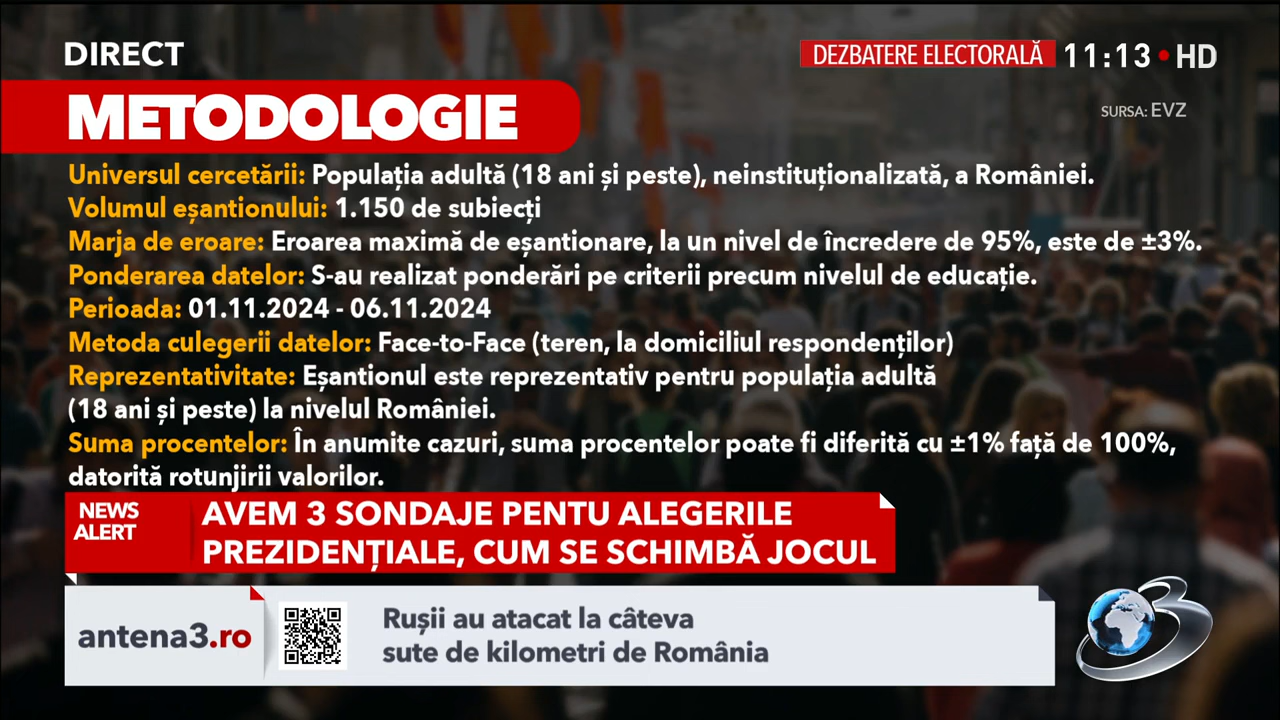 DIRECT
DEZBATERE ELECTORALĂ 11:13 • HD
METODOLOGIE
SURSA: EVZ
Universul cercetării: Populația adultă (18 ani și peste), neinstituționalizată, a României.
Volumul eșantionului: 1.150 de subiecți
Marja de eroare: Eroarea maximă de eșantionare, la un nivel de încredere de 95%, este de ±3%.
Ponderarea datelor: S-au realizat ponderări pe criterii precum nivelul de educație.
Perioada: 01.11.2024 - 06.11.2024
Metoda culegerii datelor: Face-to-Face (teren, la domiciliul respondenților)
Reprezentativitate: Eșantionul este reprezentativ pentru populația adultă
(18 ani și peste) la nivelul României.
Suma procentelor: În anumite cazuri, suma procentelor poate fi diferită cu ±1% față de 100%,
datorită rotunjirii valorilor.
NEWS
ALERT
AVEM 3 SONDAJE PENTU ALEGERILE
PREZIDENȚIALE, CUM SE SCHIMBĂ JOCUL
antena3.ro
Rușii au atacat la câteva
sute de kilometri de România
3